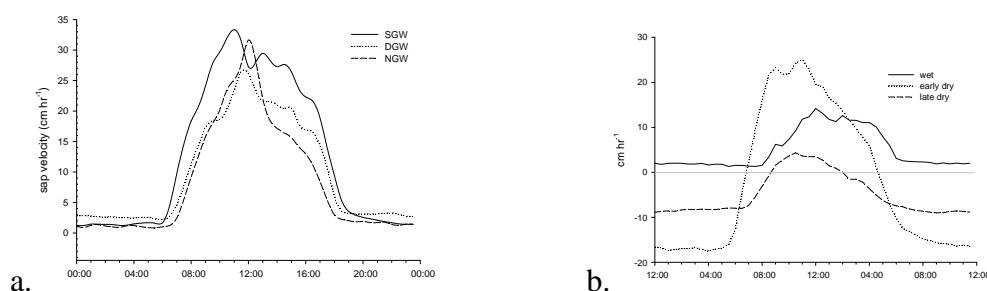 sap velocity (cm hr-1)
35
30
25
20
15
10
5
0
SGW
DGW
NGW
00:00 04:00 08:00 12:00 16:00 20:00 00:00
a.
cm hr-1
30
20
10
0
-10
-20
wet
early dry
late dry
12:00 04:00 08:00 12:00 04:00 08:00 12:00
b.